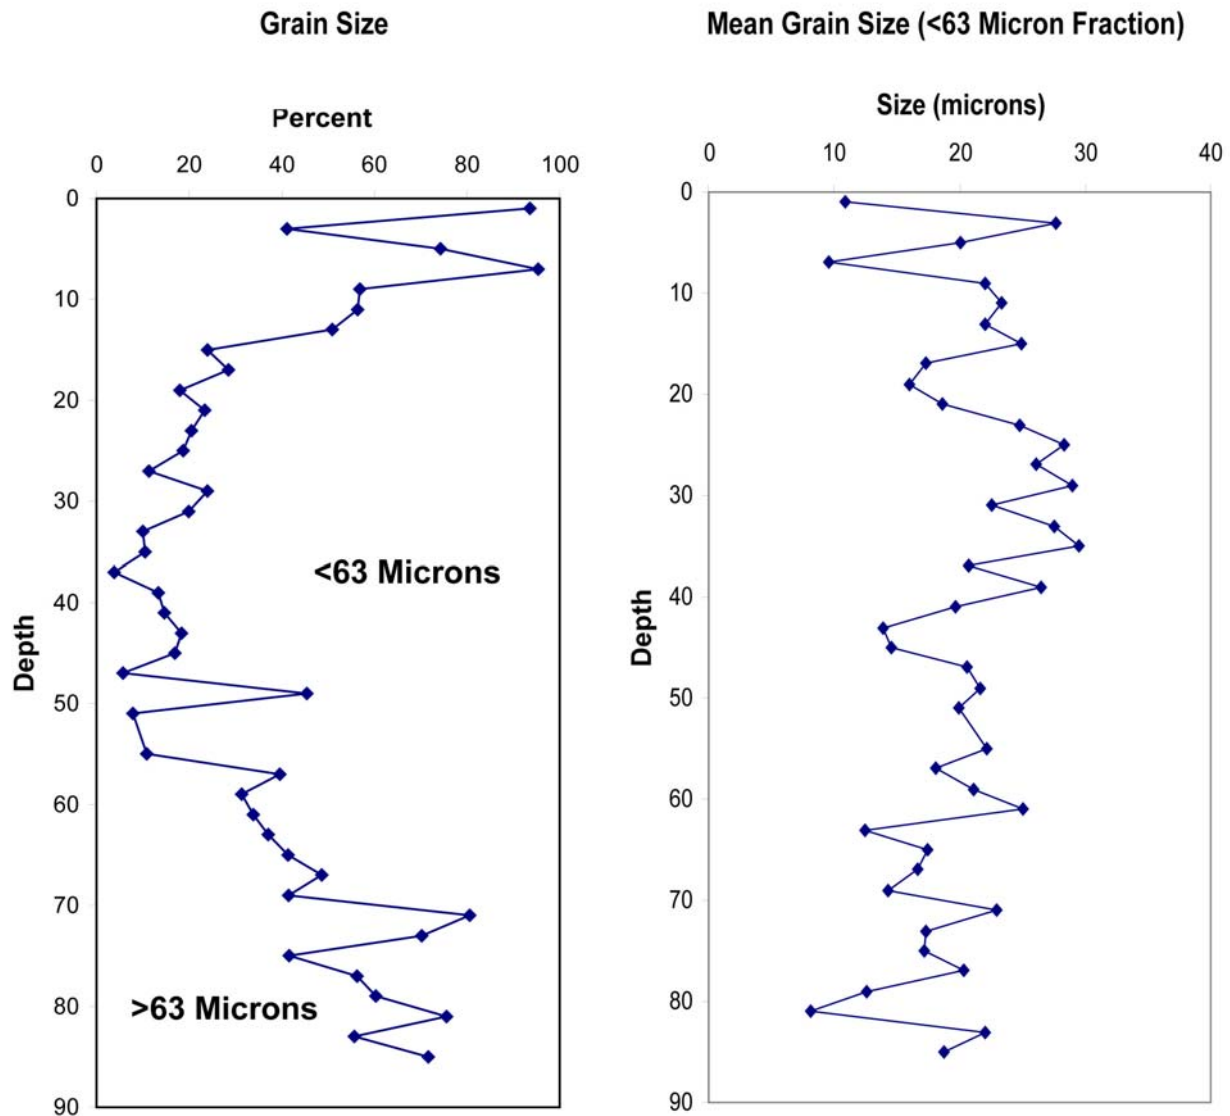 Grain Size
Percent
0 20 40 60 80 100
0
10
20
30
40
50
60
70
80
90
Depth
<63 Microns
>63 Microns
Mean Grain Size (<63 Micron Fraction)
Size (microns)
0 10 20 30 40
0
10
20
30
40
50
60
70
80
90
Depth